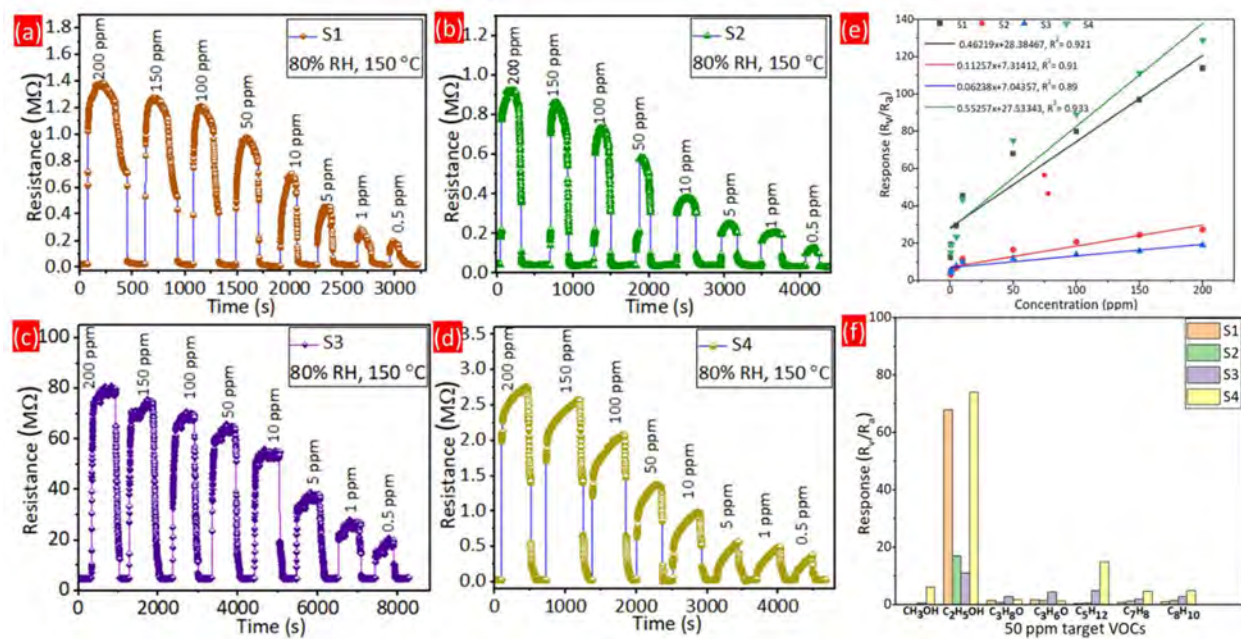 (a)
S1
80% RH, 150 °C
200 ppm
150 ppm
100 ppm
50 ppm
10 ppm
5 ppm
1 ppm
0.5 ppm
Resistance (MΩ)
1.8
1.6
1.4
1.2
1.0
0.8
0.6
0.4
0.2
0.0
0 500 1000 1500 2000 2500 3000
Time (s)
(b)
S2
80% RH, 150 °C
200 ppm
150 ppm
100 ppm
50 ppm
10 ppm
5 ppm
1 ppm
0.5 ppm
Resistance (MΩ)
1.4
1.2
1.0
0.8
0.6
0.4
0.2
0.0
0 1000 2000 3000 4000
Time (s)
(e)
S1 S2 S3 S4
0.46219x+28.38467, R²= 0.921
0.11257x+7.31412, R²= 0.91
0.06238x+7.04357, R²= 0.89
0.55257x+27.53343, R²= 0.933
Response (Rv/Ra)
140
120
100
80
60
40
20
0
0 50 100 150 200
Concentration (ppm)
(c)
S3
80% RH, 150 °C
200 ppm
150 ppm
100 ppm
50 ppm
10 ppm
5 ppm
1 ppm
0.5 ppm
Resistance (MΩ)
100
80
60
40
20
0
0 2000 4000 6000 8000
Time (s)
(d)
S4
80% RH, 150 °C
200 ppm
150 ppm
100 ppm
50 ppm
10 ppm
5 ppm
1 ppm
0.5 ppm
Resistance (MΩ)
3.5
3.0
2.5
2.0
1.5
1.0
0.5
0.0
0 1000 2000 3000 4000
Time (s)
(f)
S1
S2
S3
S4
Response (Rv/Ra)
100
80
60
40
20
0
CH₃OH C₂H₅OH C₃H₈O C₃H₆O C₅H₁₂ C₇H₈ C₈H₁₀
50 ppm target VOCs